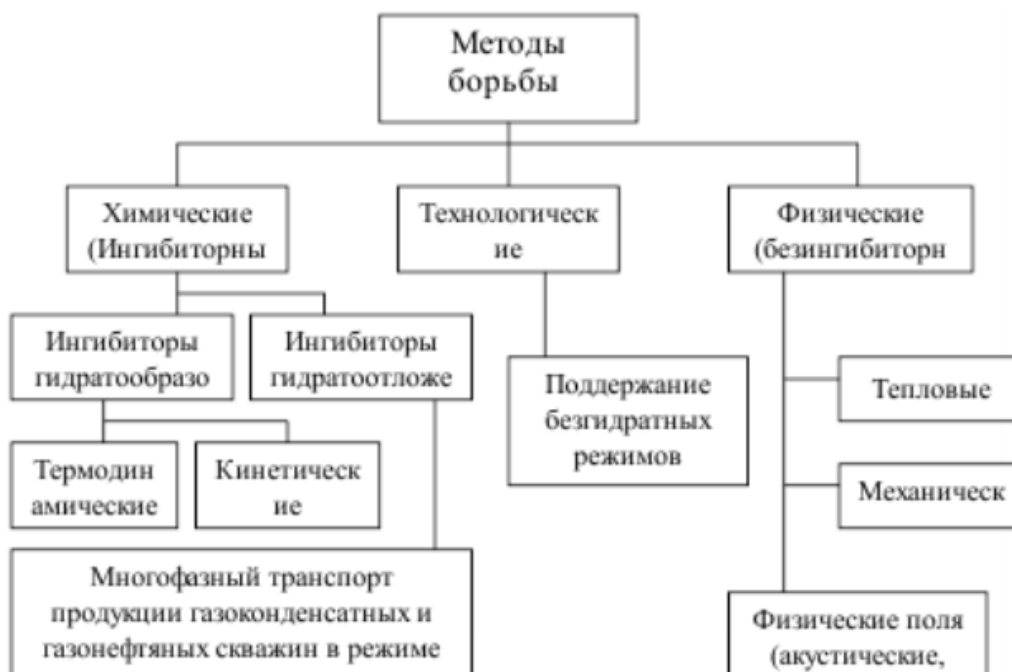 Методы
борьбы
Химические
(Ингибиторны
Технологическ
ие
Физические
(безингибиторн
Ингибиторы
гидратообразо
Ингибиторы
гидратоотложе
Поддержание
безгидратных
режимов
Тепловые
Термодин
амические
Кинетическ
ие
Механическ
Многофазный транспорт
продукции газоконденсатных и
газонефтяных скважин в режиме
Физические поля
(акустические,